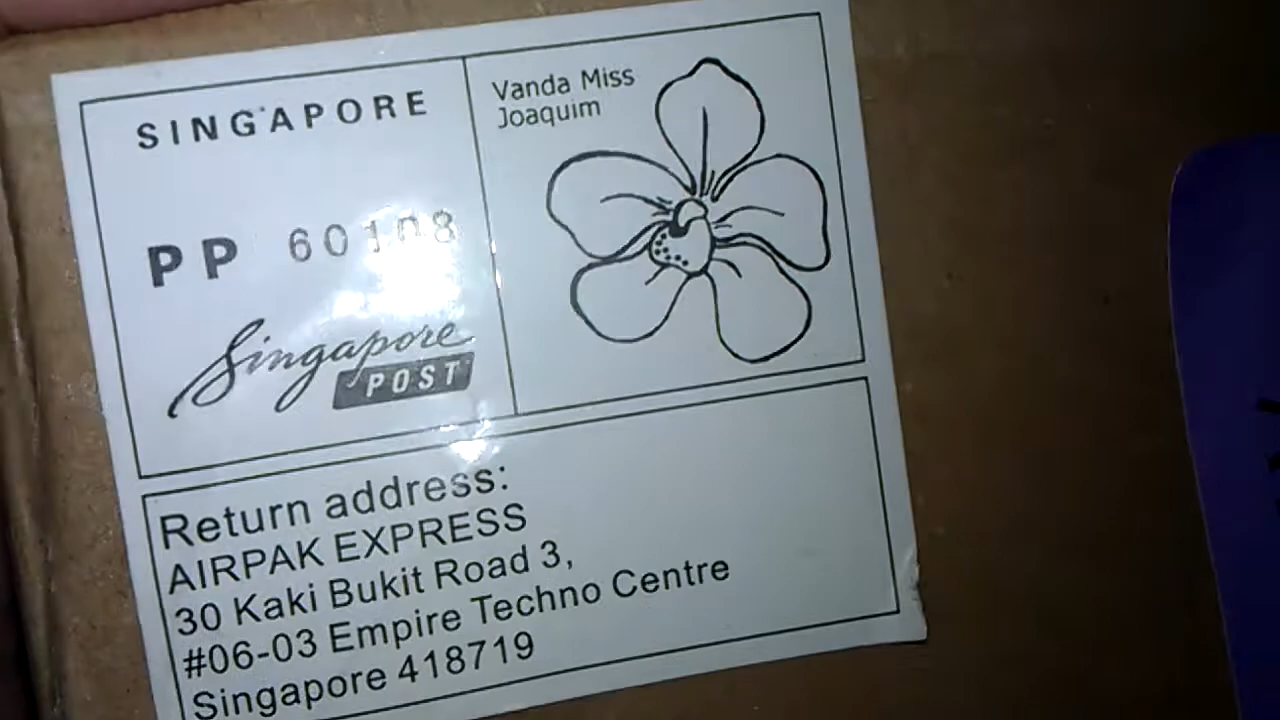 SINGAPORE
PP 60108
Singapore
POST
Vanda Miss
Joaquim
Return address:
AIRPAK EXPRESS
30 Kaki Bukit Road 3,
#06-03 Empire Techno Centre
Singapore 418719